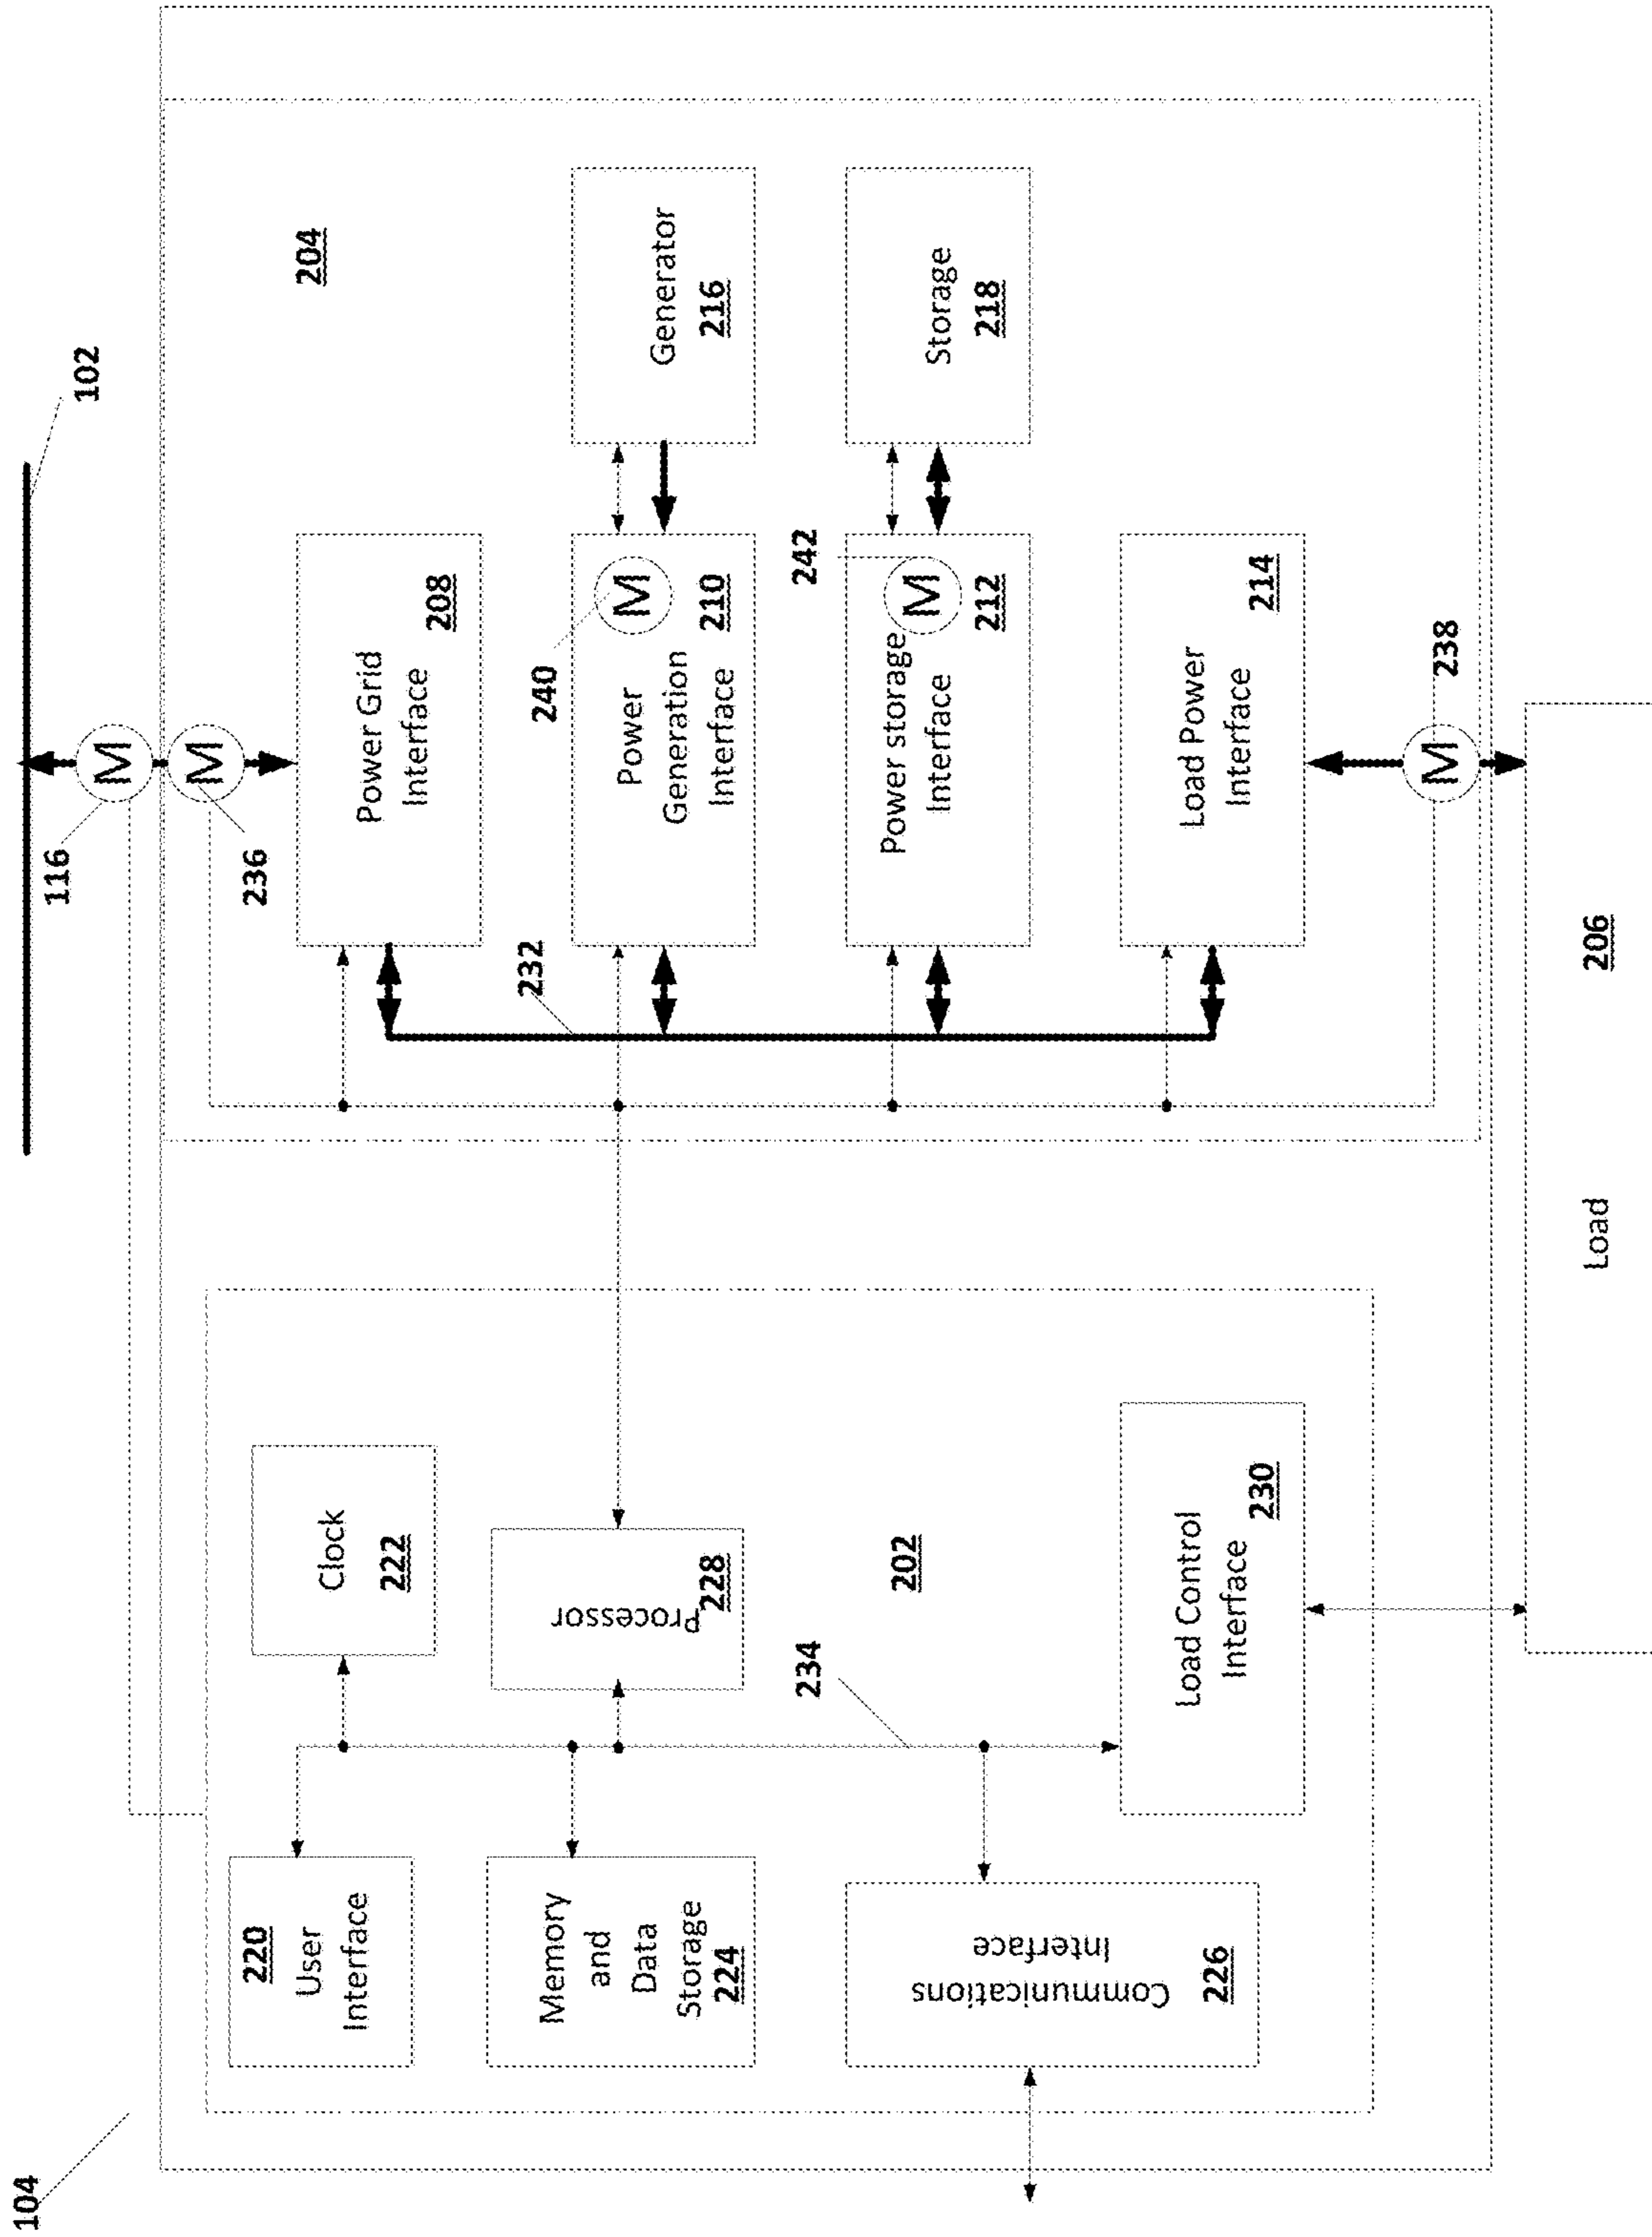 104
102
116
M
M
236
204
Power Grid
Interface
208
Power
Generation
Interface
210
M
240
Generator
216
Power storage
Interface
212
M
242
Storage
218
Load Power
Interface
214
232
M
238
Load
206
220
User
Interface
Clock
222
Memory
and
Data
Storage
224
Processor
228
202
234
Communications
Interface
226
Load Control
Interface
230